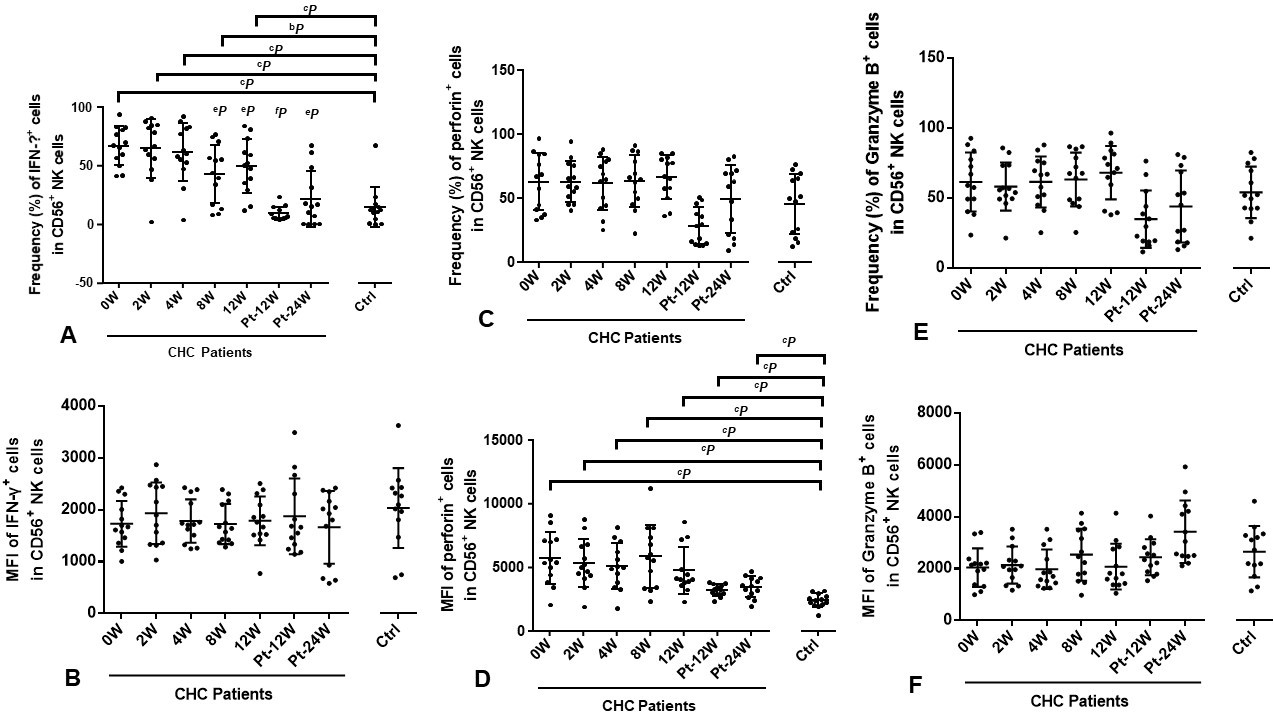 cP
bP
cP
cP
cP
Frequency (%) of IFN-?+ cells
in CD56+ NK cells
100
50
0
-50
eP eP fP eP
0W 2W 4W 8W 12W Pt-12W Pt-24W Ctrl
A
CHC Patients
Frequency (%) of perforin+ cells
in CD56+ NK cells
150
100
50
0
0W 2W 4W 8W 12W Pt-12W Pt-24W Ctrl
C
CHC Patients
Frequency (%) of Granzyme B+ cells
in CD56+ NK cells
150
100
50
0
0W 2W 4W 8W 12W Pt-12W Pt-24W Ctrl
E
CHC Patients
MFI of IFN-γ+ cells
in CD56+ NK cells
4000
3000
2000
1000
0
0W 2W 4W 8W 12W Pt-12W Pt-24W Ctrl
B
CHC Patients
cP
cP
cP
cP
cP
cP
cP
MFI of perforin+ cells
in CD56+ NK cells
15000
10000
5000
0
0W 2W 4W 8W 12W Pt-12W Pt-24W Ctrl
D
CHC Patients
MFI of Granzyme B+ cells
in CD56+ NK cells
8000
6000
4000
2000
0
0W 2W 4W 8W 12W Pt-12W Pt-24W Ctrl
F
CHC Patients